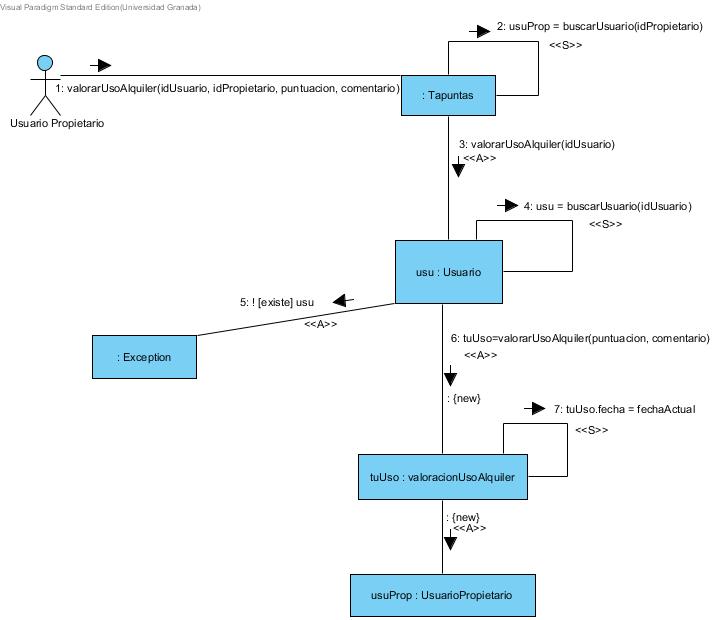 Visual Paradigm Standard Edition(Universidad Granada)
2: usuProp = buscarUsuario(idPropietario)
<<S>>
1: valorarUsoAlquiler(idUsuario, idPropietario, puntuacion, comentario)
: Tapuntas
Usuario Propietario
3: valorarUsoAlquiler(idUsuario)
<<A>>
4: usu = buscarUsuario(idUsuario)
<<S>>
usu : Usuario
5: ! [existe] usu
<<A>>
: Exception
6: tuUso=valorarUsoAlquiler(puntuacion, comentario)
<<A>>
: {new}
7: tuUso.fecha = fechaActual
<<S>>
tuUso : valoracionUsoAlquiler
: {new}
<<A>>
usuProp : UsuarioPropietario